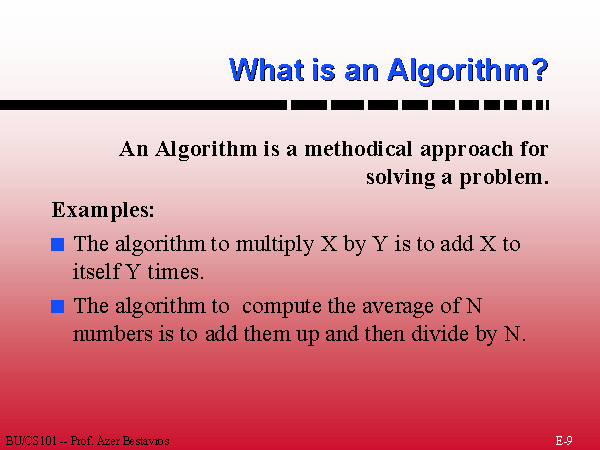 What is an Algorithm?
An Algorithm is a methodical approach for
solving a problem.
Examples:
The algorithm to multiply X by Y is to add X to
itself Y times.
The algorithm to  compute the average of N
numbers is to add them up and then divide by N.
BU/CS101 -- Prof. Azer Bestavros
E-9